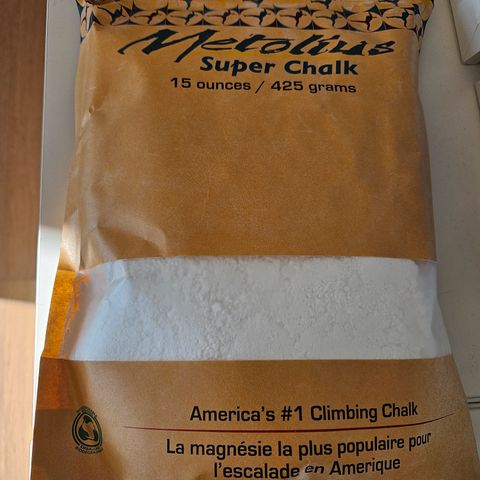 Metolius
Super Chalk
15 ounces / 425 grams
America's #1 Climbing Chalk
La magnésie la plus populaire pour
l'escalade en Amerique